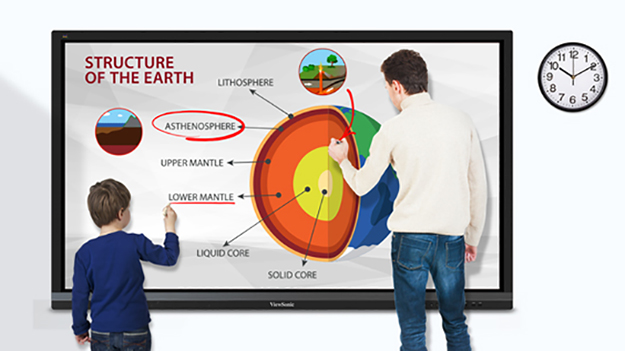 STRUCTURE
OF THE EARTH
LITHOSPHERE
ASTHENOSPHERE
UPPER MANTLE
LOWER MANTLE
LIQUID CORE
SOLID CORE
ViewSonic
12
1
2
3
4
5
6
7
8
9
10
11